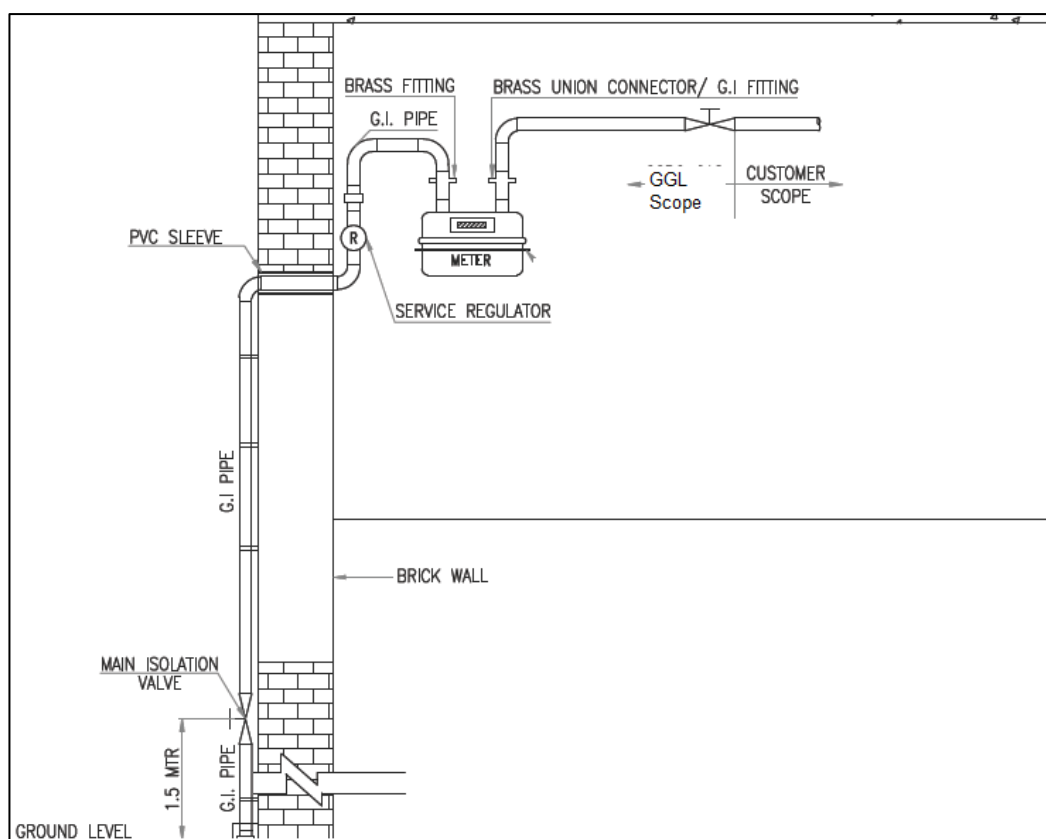 BRASS FITTING
BRASS UNION CONNECTOR/ G.I FITTING
G.I. PIPE
GGL
Scope
CUSTOMER
SCOPE
PVC SLEEVE
R
METER
SERVICE REGULATOR
G.I PIPE
BRICK WALL
MAIN ISOLATION
VALVE
1.5 MTR
G.I. PIPE
GROUND LEVEL